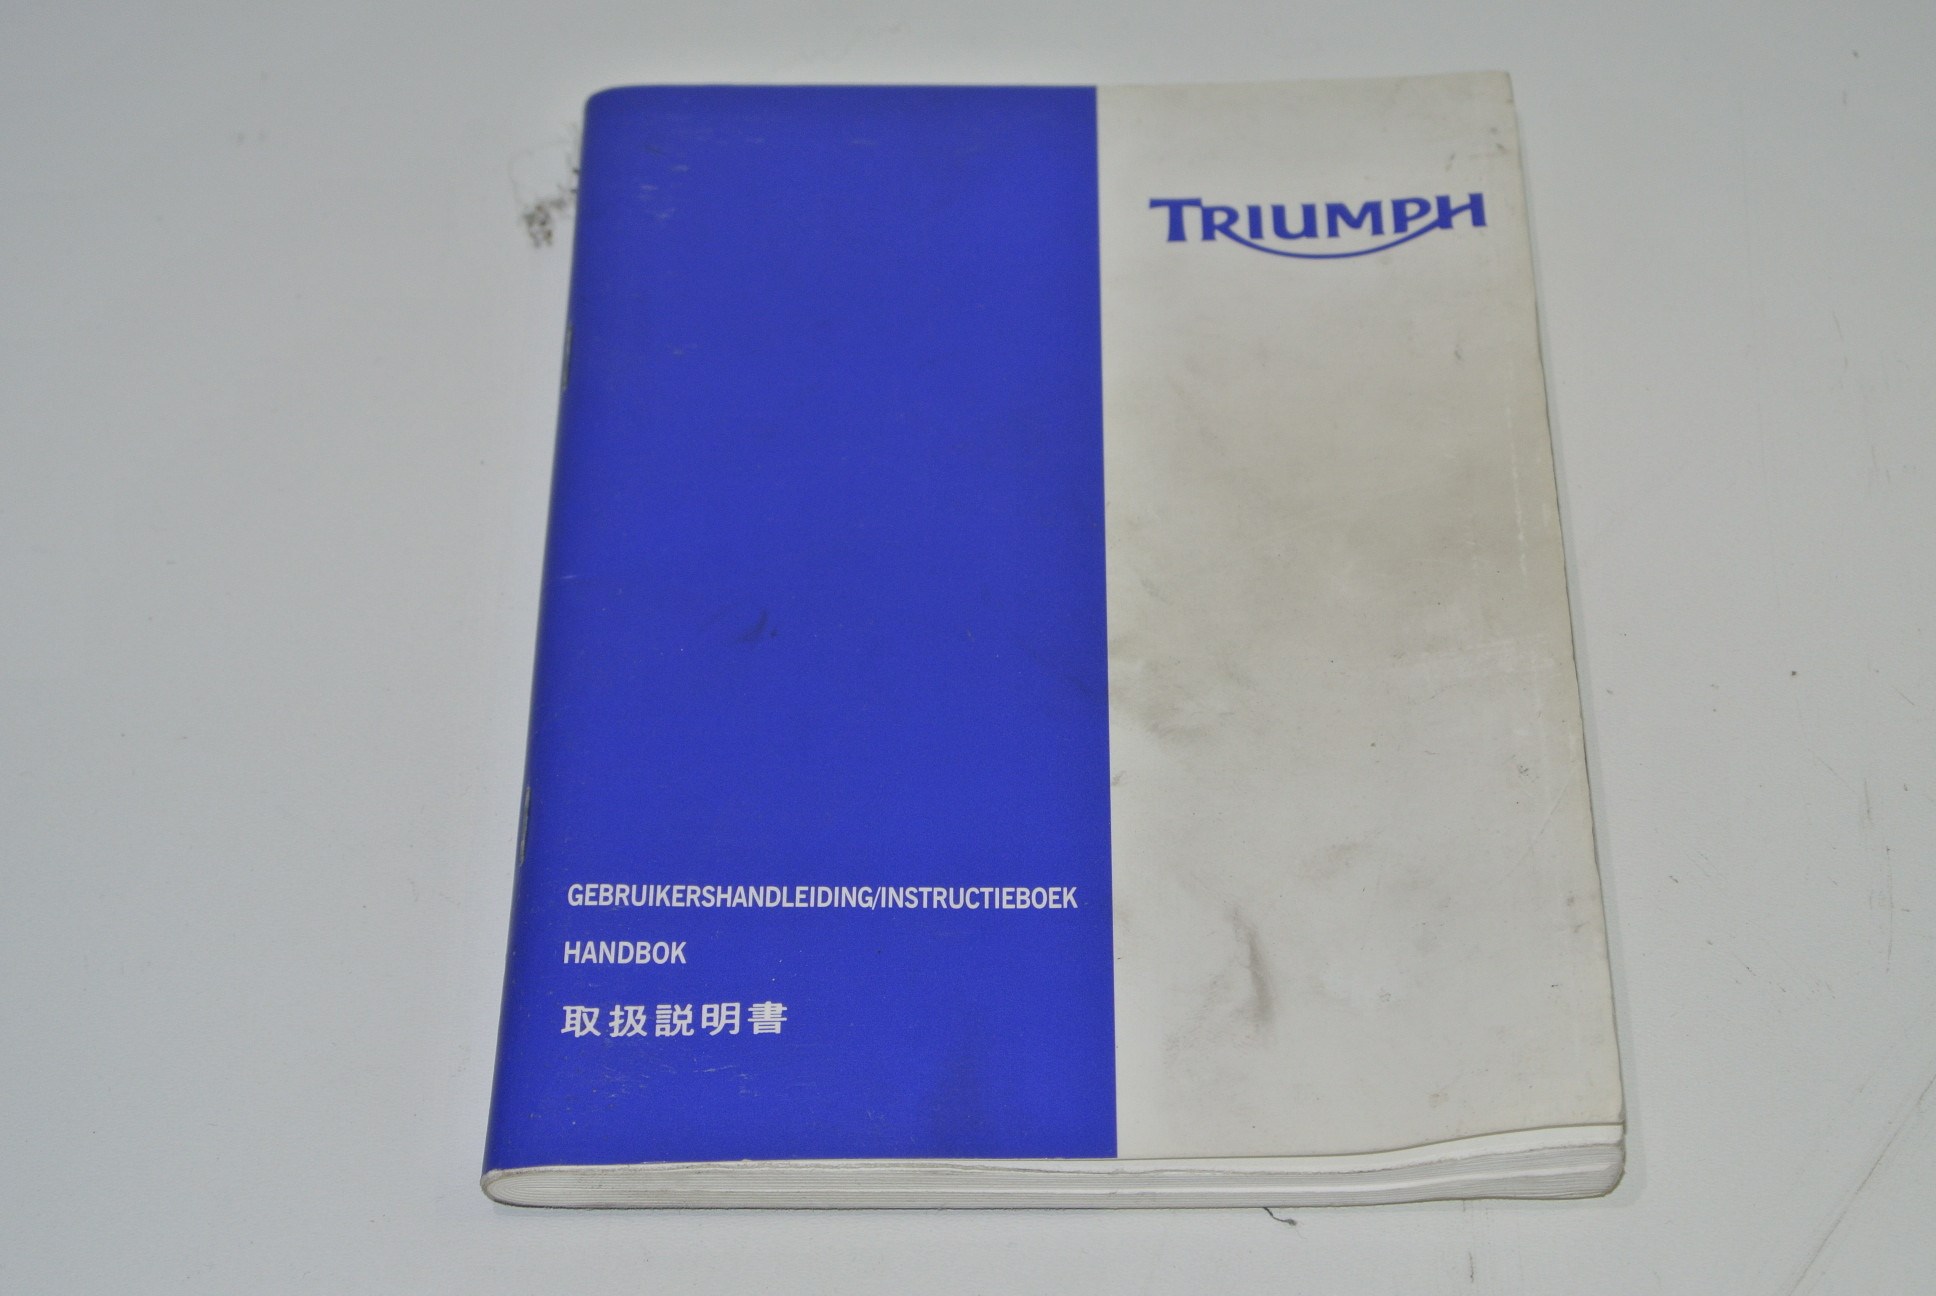 TRIUMPH
GEBRUIKERSHANDLEIDING/INSTRUCTIEBOEK
HANDBOK
取扱説明書